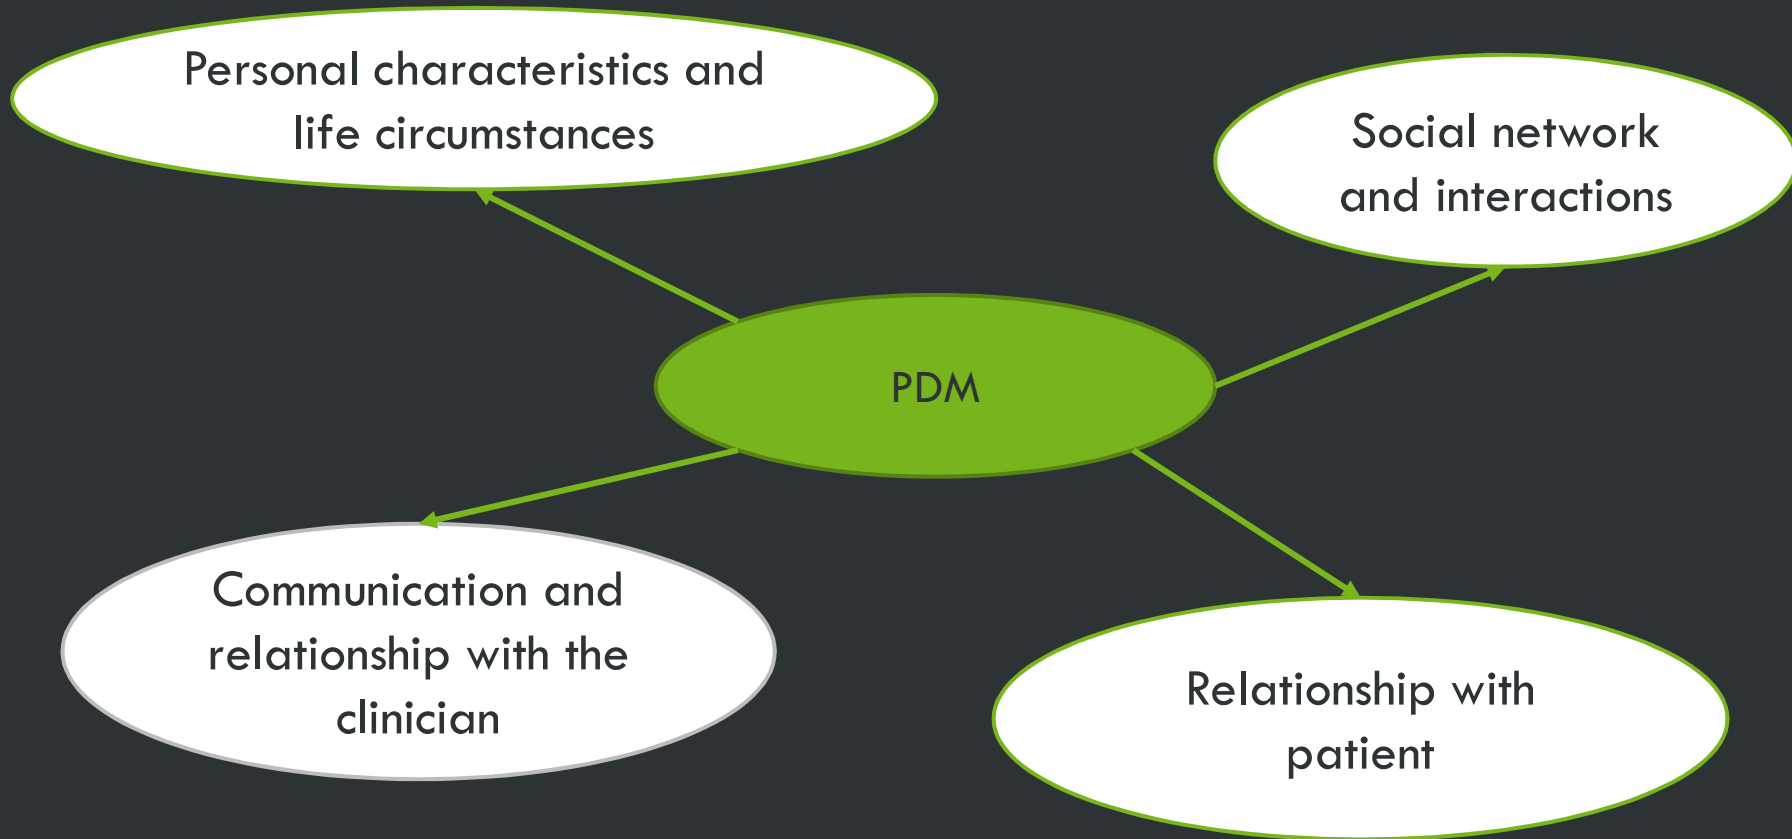 Personal characteristics and
life circumstances
Social network
and interactions
PDM
Communication and
relationship with the
clinician
Relationship with
patient